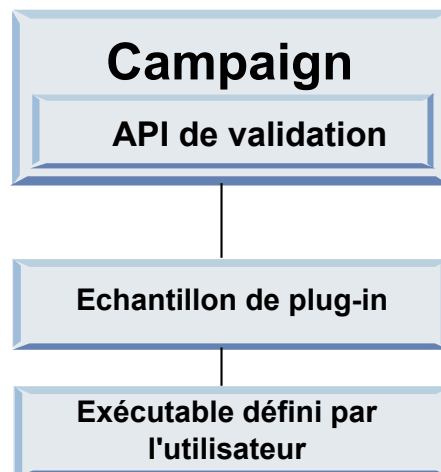 Campaign
API de validation
Echantillon de plug-in
Exécutable défini par
l'utilisateur